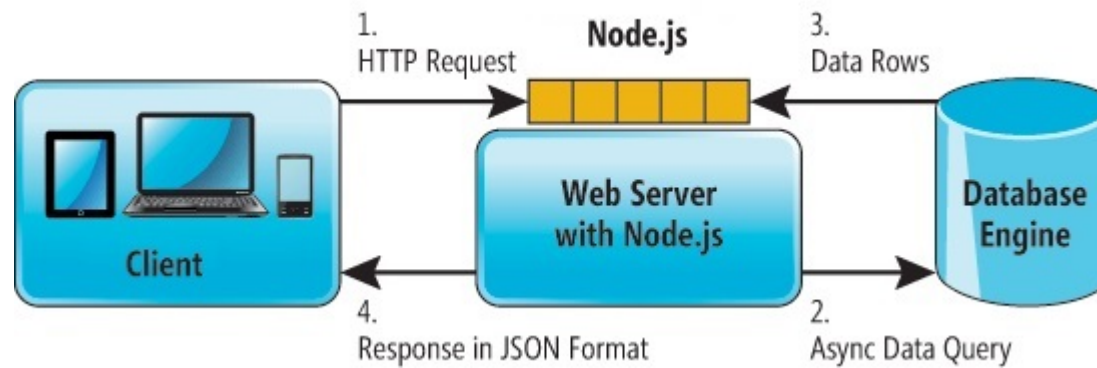 1.
HTTP Request
Node.js
3.
Data Rows
Client
Web Server
with Node.js
Database
Engine
4.
Response in JSON Format
2.
Async Data Query